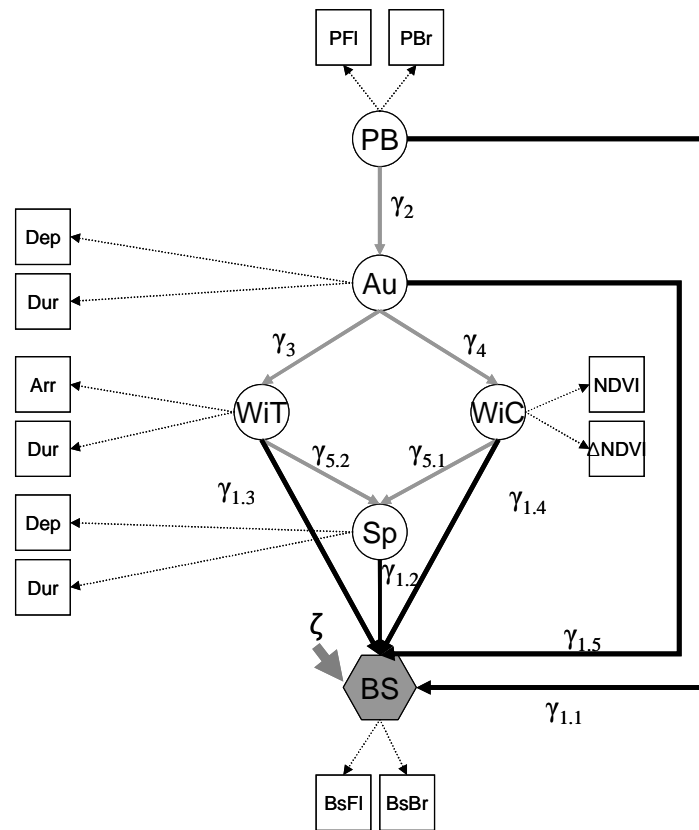 PFl PBr
PB
γ2
Dep
Au
Dur
γ3 γ4
Arr
NDVI
WiT WiC
Dur
γ5.2 γ5.1
ΔNDVI
γ1.3 γ1.4
Dep
Sp
Dur
γ1.2
ζ
γ1.5
BS
γ1.1
BsFl BsBr